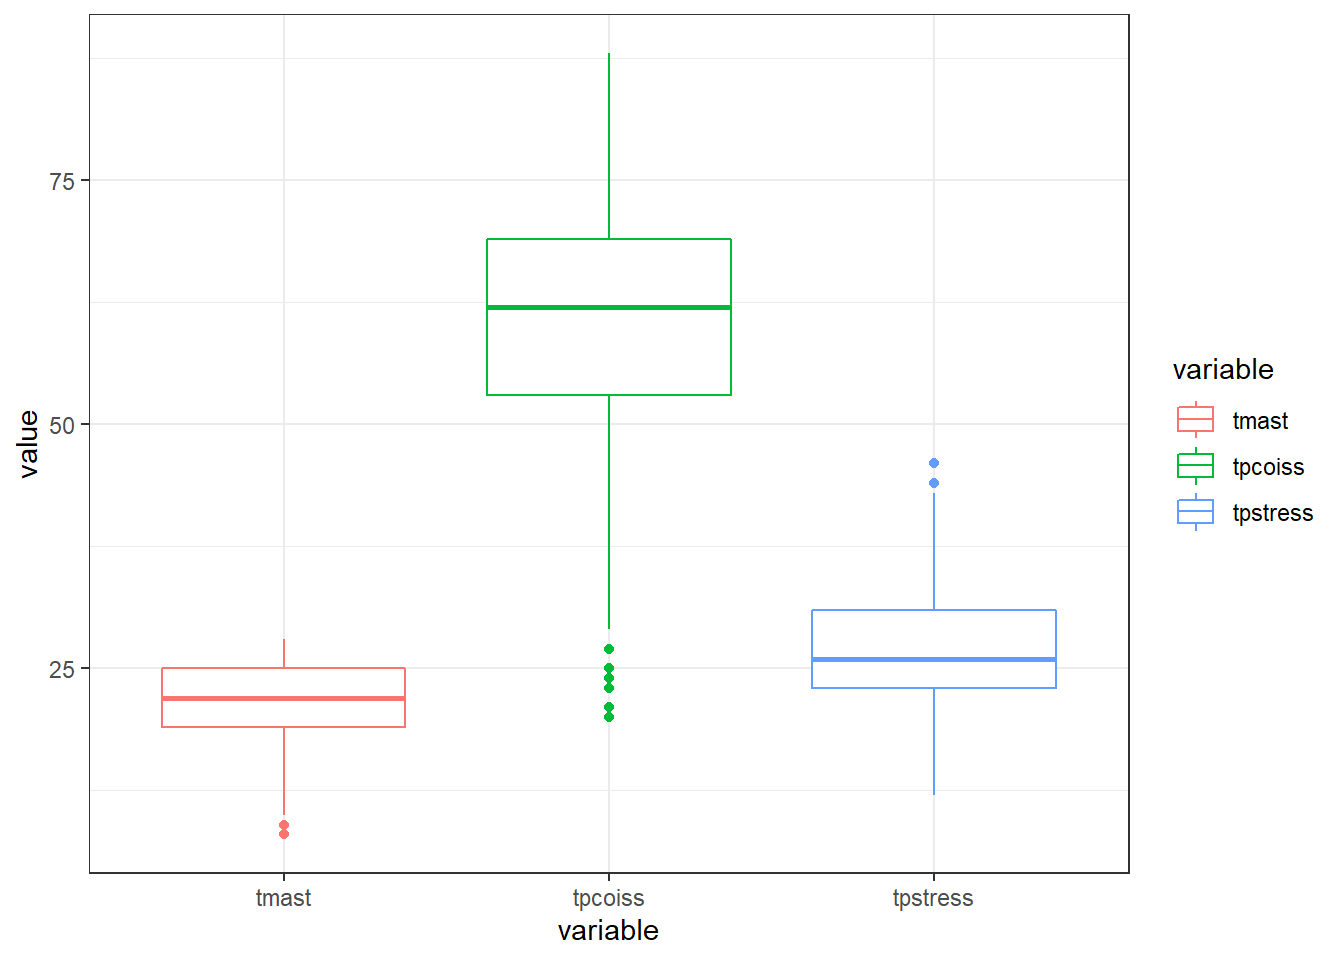 value
75
50
25
tmast tpcoiss tpstress
variable
variable
tmast
tpcoiss
tpstress